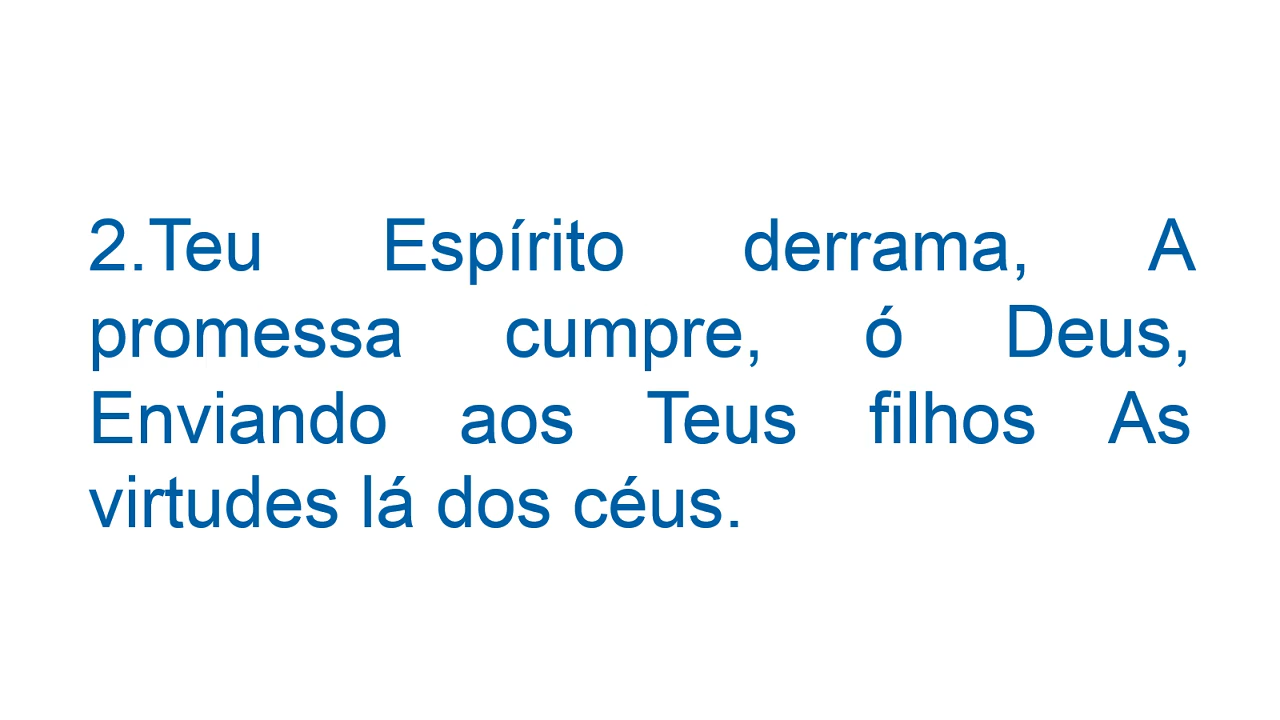 2.Teu Espírito derrama, A
promessa cumpre, ó Deus,
Enviando aos Teus filhos As
virtudes lá dos céus.